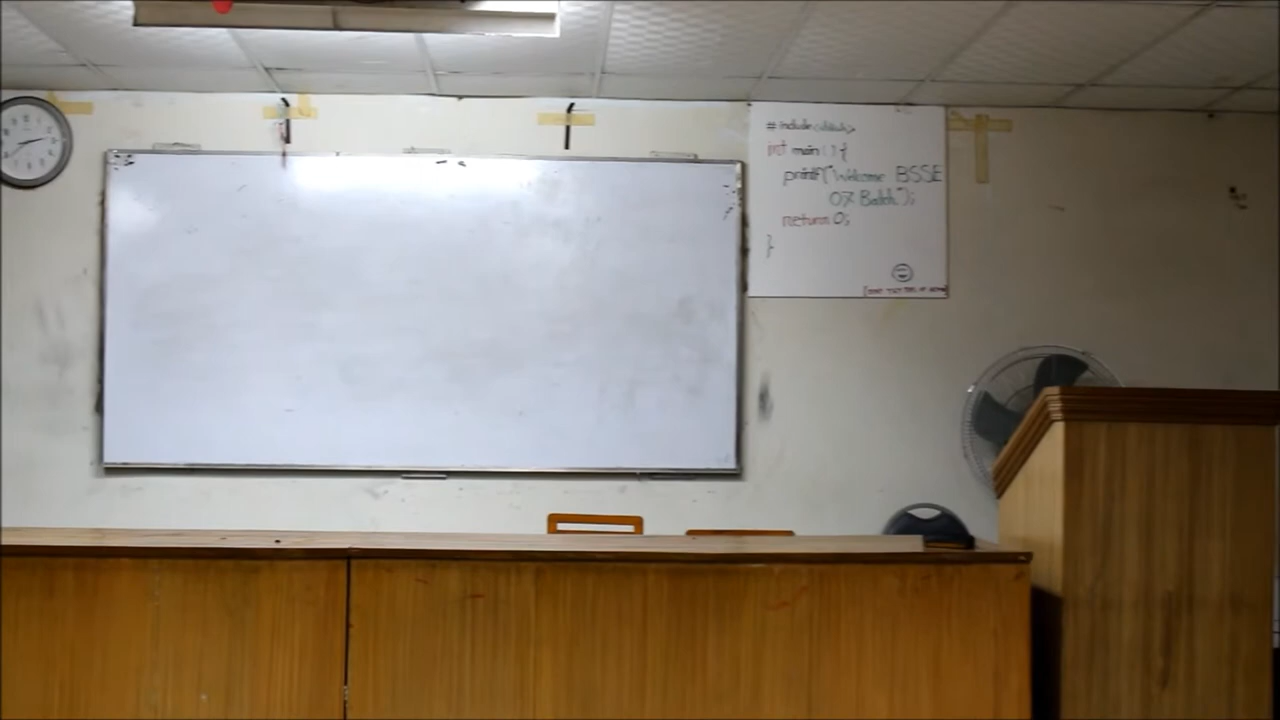 # include <stdio.h>
int main ( ) {
printf("Welcome BSSE
07 Batch");
return 0;
}